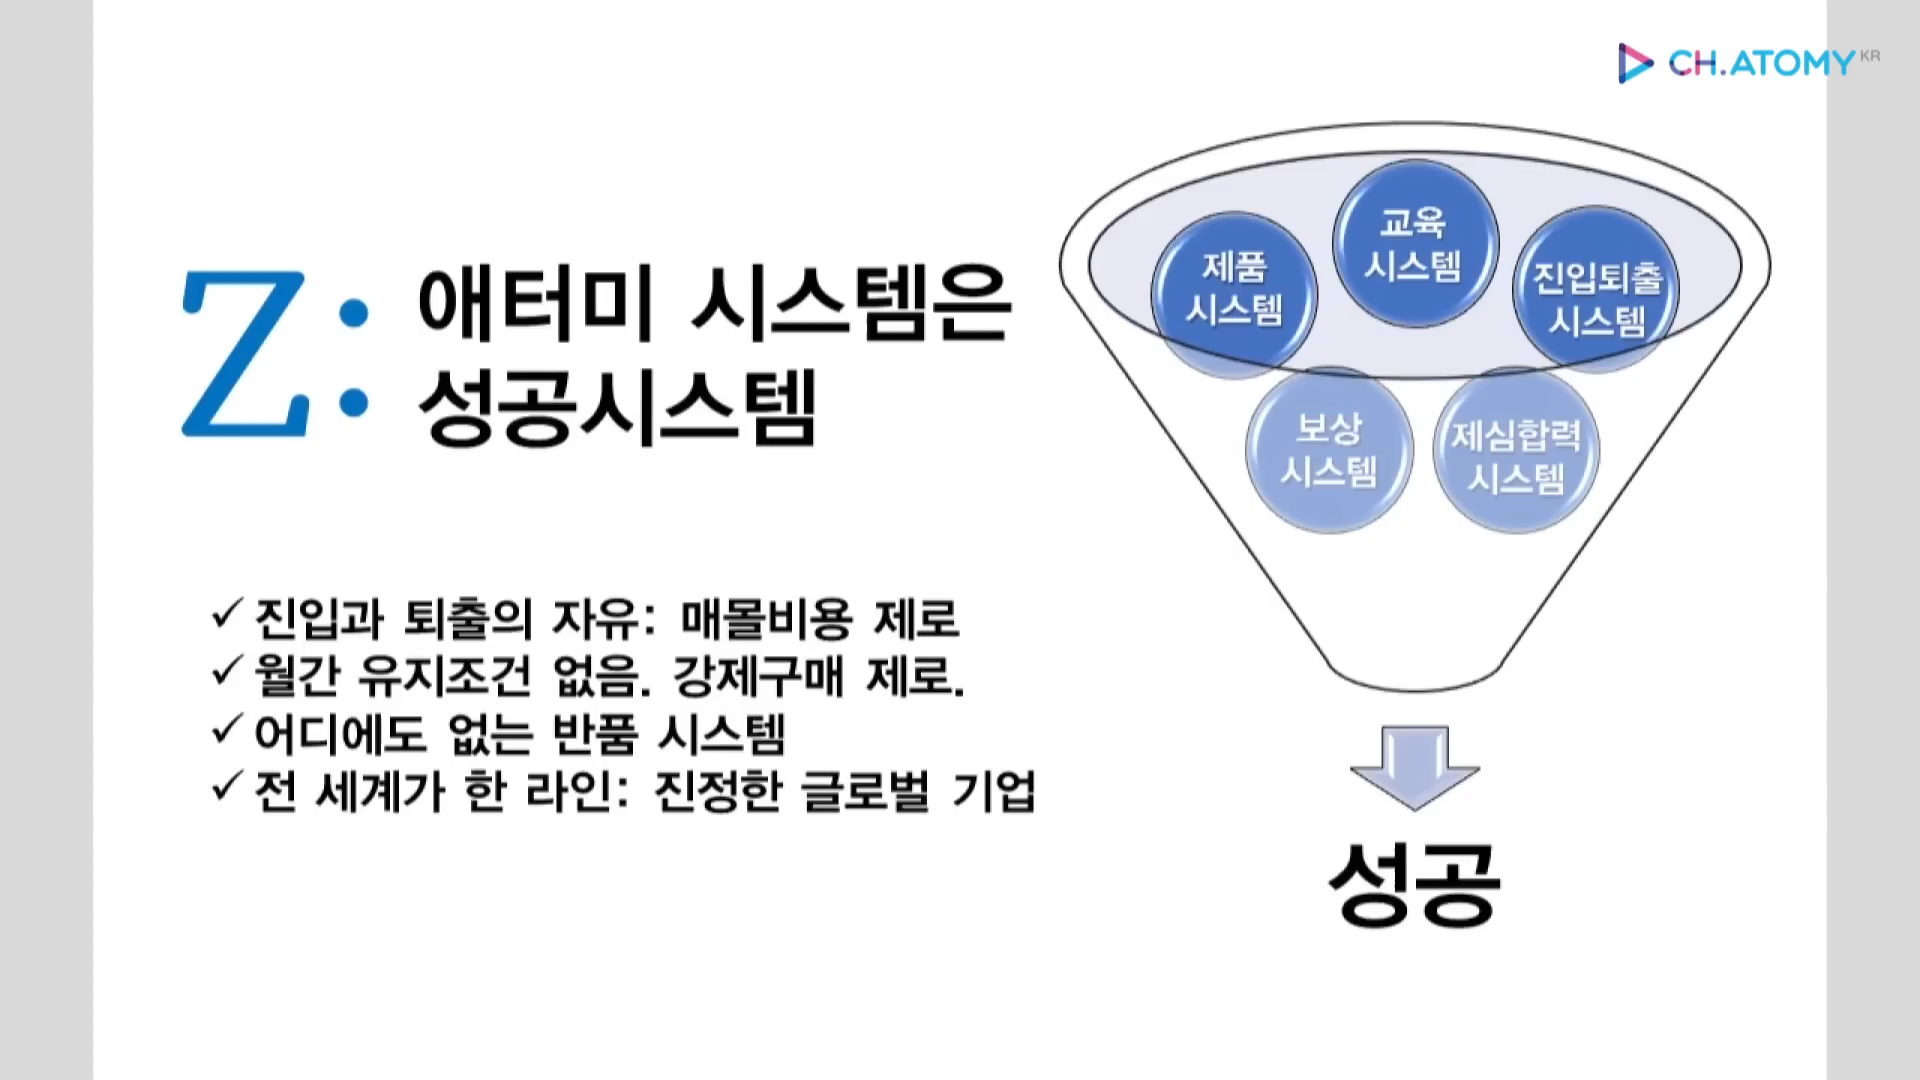 CH.ATOMY KR
Z:
애터미 시스템은
성공시스템
✓ 진입과 퇴출의 자유: 매몰비용 제로
✓ 월간 유지조건 없음. 강제구매 제로.
✓ 어디에도 없는 반품 시스템
✓ 전 세계가 한 라인: 진정한 글로벌 기업
제품
시스템
교육
시스템
진입퇴출
시스템
보상
시스템
제심합력
시스템
성공